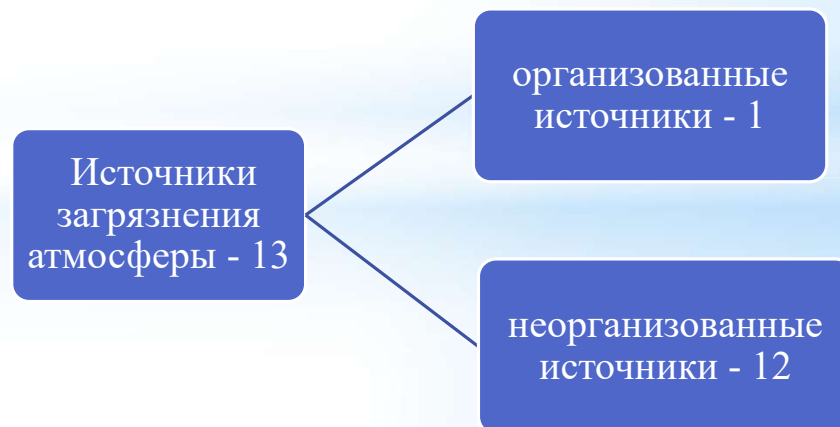 Источники
загрязнения
атмосферы - 13
организованные
источники - 1
неорганизованные
источники - 12